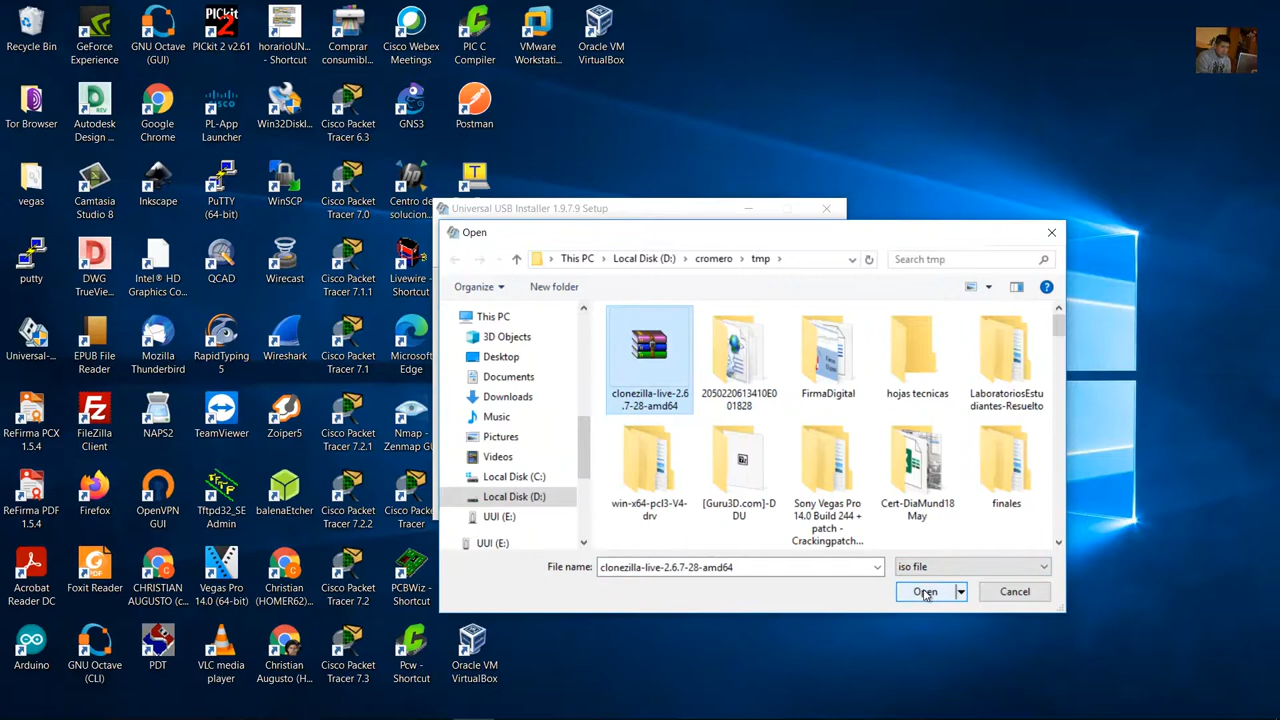 Recycle Bin
GeForce
Experience
GNU Octave
(GUI)
PICkit 2 v2.61
horarioUN...
- Shortcut
Comprar
consumibl...
Cisco Webex
Meetings
PIC C
Compiler
VMware
Workstati...
Oracle VM
VirtualBox
Tor Browser
Autodesk
Design ...
Google
Chrome
PL-App
Launcher
Win32Diskl...
Cisco Packet
Tracer 6.3
GNS3
Postman
vegas
Camtasia
Studio 8
Inkscape
PuTTY
(64-bit)
WinSCP
Cisco Packet
Tracer 7.0
Centro de
solucion...
putty
DWG
TrueView...
Intel® HD
Graphics Co...
QCAD
Wirecast
Cisco Packet
Tracer 7.1.1
Livewire -
Shortcut
Universal-...
EPUB File
Reader
Mozilla
Thunderbird
RapidTyping
5
Wireshark
Cisco Packet
Tracer 7.1
Microsoft
Edge
ReFirma PCX
1.5.4
FileZilla
Client
NAPS2
TeamViewer
Zoiper5
Cisco Packet
Tracer 7.2.1
Nmap -
Zenmap GUI
ReFirma PDF
1.5.4
Firefox
OpenVPN
GUI
Tftpd32_SE
Admin
balenaEtcher
Cisco Packet
Tracer 7.2.2
Cisco Packet
Tracer
Acrobat
Reader DC
Foxit Reader
CHRISTIAN
AUGUSTO (c...
Vegas Pro
14.0 (64-bit)
Christian
(HOMER62)...
Cisco Packet
Tracer 7.2
PCBWiz -
Shortcut
Arduino
GNU Octave
(CLI)
PDT
VLC media
player
Christian
Augusto (H...
Cisco Packet
Tracer 7.3
Pcw -
Shortcut
Oracle VM
VirtualBox
Universal USB Installer 1.9.7.9 Setup
Open
This PC > Local Disk (D:) > cromero > tmp >
Search tmp
Organize
New folder
This PC
3D Objects
Desktop
Documents
Downloads
Music
Pictures
Videos
Local Disk (C:)
Local Disk (D:)
UUI (E:)
UUI (E:)
clonezilla-live-2.6
.7-28-amd64
2050220613410E0
01828
FirmaDigital
hojas tecnicas
LaboratoriosEstu
diantes-Resuelto
win-x64-pcl3-V4-
drv
[Guru3D.com]-D
DU
Sony Vegas Pro
14.0 Build 244 +
patch -
Crackingpatch...
Cert-DiaMund18
May
finales
File name:
clonezilla-live-2.6.7-28-amd64
iso file
Open
Cancel